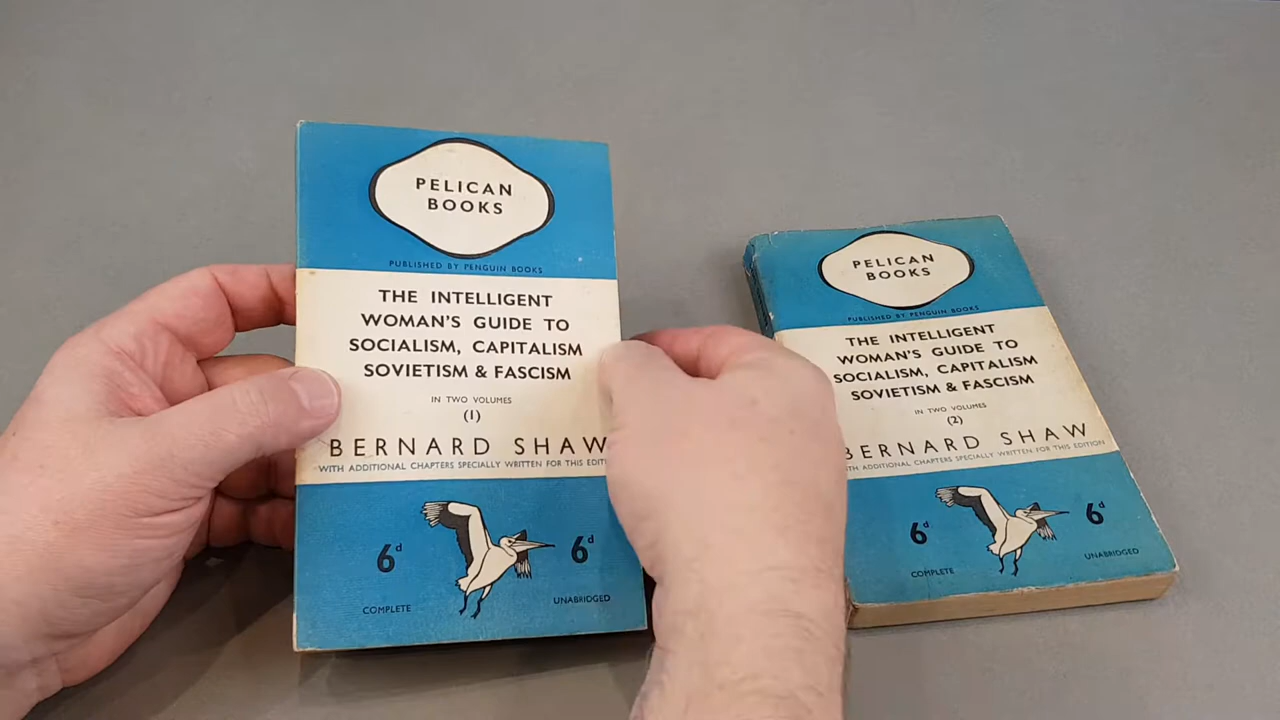 PELICAN
BOOKS
PUBLISHED BY PENGUIN BOOKS
THE INTELLIGENT
WOMAN'S GUIDE TO
SOCIALISM, CAPITALISM
SOVIETISM & FASCISM
IN TWO VOLUMES
(1)
BERNARD SHAW
WITH ADDITIONAL CHAPTERS SPECIALLY WRITTEN FOR THIS
6d 6d
COMPLETE UNABRIDGED
PELICAN
BOOKS
PUBLISHED BY PENGUIN BOOKS
THE INTELLIGENT
WOMAN'S GUIDE TO
SOCIALISM, CAPITALISM
SOVIETISM & FASCISM
IN TWO VOLUMES
(2)
BERNARD SHAW
ADDITIONAL CHAPTERS SPECIALLY WRITTEN FOR THIS EDITION
6d 6d
COMPLETE UNABRIDGED